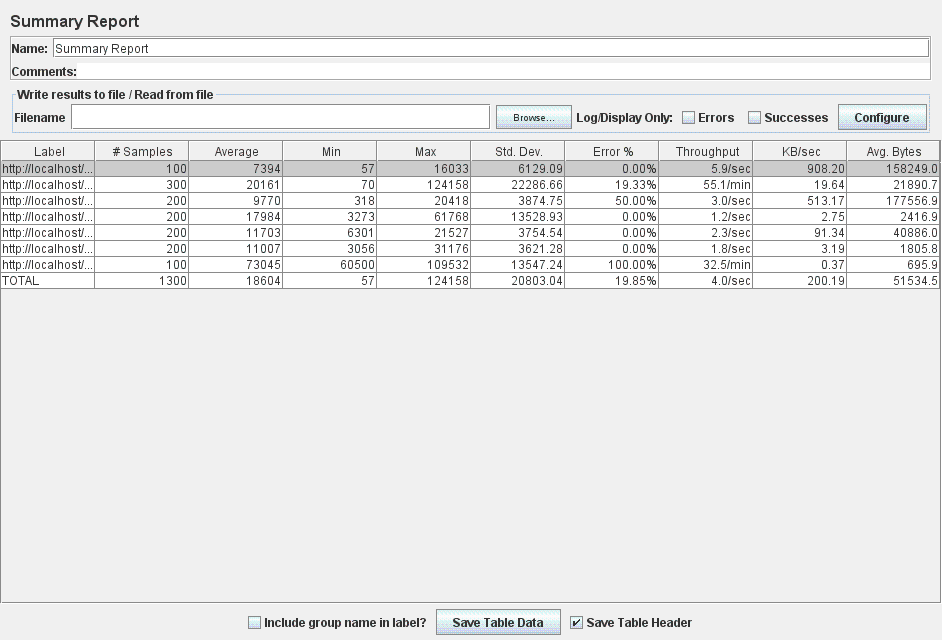 Summary Report
Name: Summary Report
Comments:
Write results to file / Read from file
Filename Browse... Log/Display Only: Errors Successes Configure
Label # Samples Average Min Max Std. Dev. Error % Throughput KB/sec Avg. Bytes
http://localhost/... 100 7394 57 16033 6129.09 0.00% 5.9/sec 908.20 158249.0
http://localhost/... 300 20161 70 124158 22286.66 19.33% 55.1/min 19.64 21890.7
http://localhost/... 200 9770 318 20418 3874.75 50.00% 3.0/sec 513.17 177556.9
http://localhost/... 200 17984 3273 61768 13528.93 0.00% 1.2/sec 2.75 2416.9
http://localhost/... 200 11703 6301 21527 3754.54 0.00% 2.3/sec 91.34 40886.0
http://localhost/... 200 11007 3056 31176 3621.28 0.00% 1.8/sec 3.19 1805.8
http://localhost/... 100 73045 60500 109532 13547.24 100.00% 32.5/min 0.37 695.9
TOTAL 1300 18604 57 124158 20803.04 19.85% 4.0/sec 200.19 51534.5
Include group name in label? Save Table Data Save Table Header